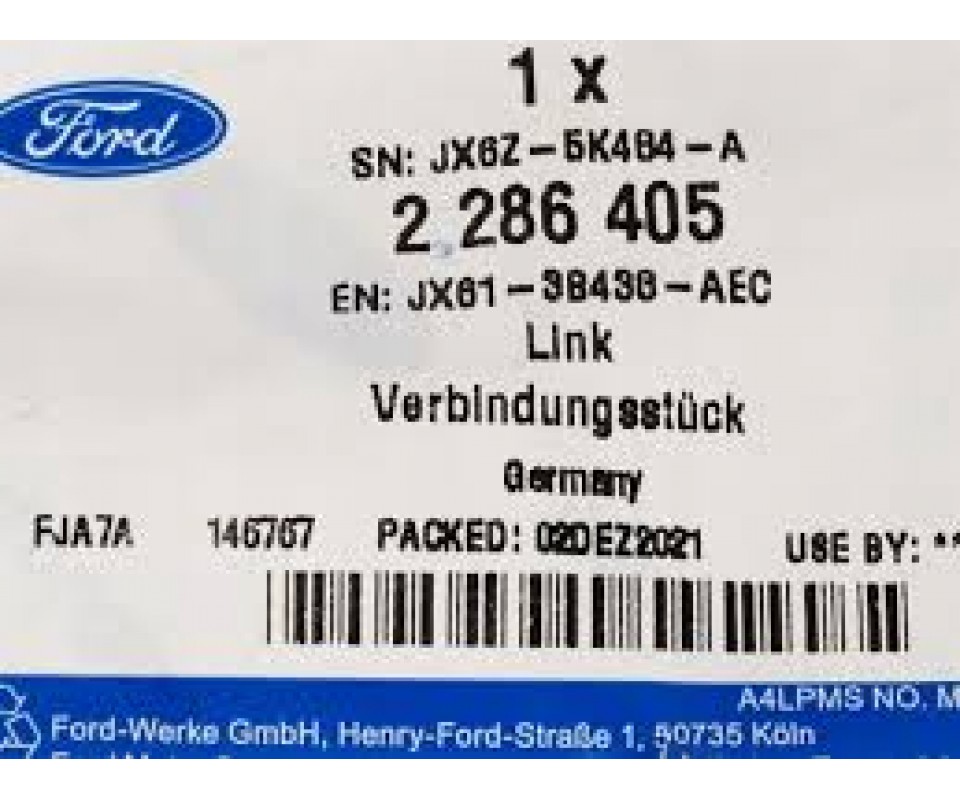 1 x
Ford
SN: JX6Z-5K484-A
2 286 405
EN: JX61-3B438-AEC
Link
Verbindungsstück
Germany
FJA7A 146767 PACKED: 02DEZ2021 USE BY: **
A4LPMS NO. M
Ford-Werke GmbH, Henry-Ford-Straße 1, 50735 Köln